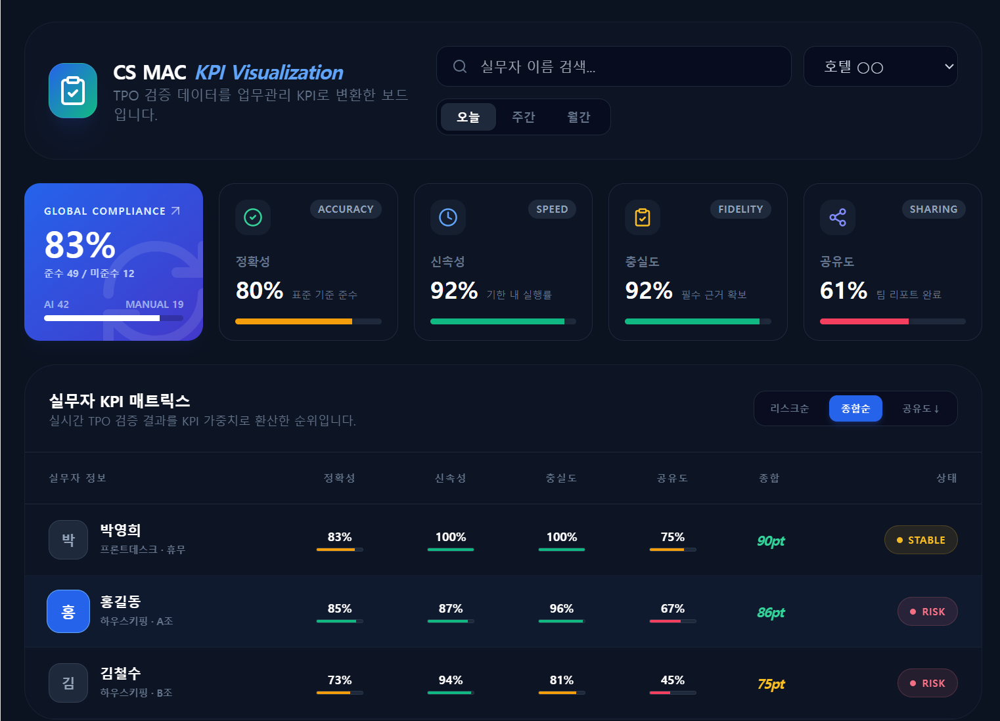 CS MAC KPI Visualization
TPO 검증 데이터를 업무관리 KPI로 변환한 보드
입니다.
실무자 이름 검색...
호텔 ○○
오늘 주간 월간
GLOBAL COMPLIANCE
83%
준수 49 / 미준수 12
AI 42 MANUAL 19
ACCURACY
정확성
80% 표준 기준 준수
SPEED
신속성
92% 기한 내 실행률
FIDELITY
충실도
92% 필수 근거 확보
SHARING
공유도
61% 팀 리포트 완료
실무자 KPI 매트릭스
실시간 TPO 검증 결과를 KPI 가중치로 환산한 순위입니다.
리스크순 종합순 공유도↓
실무자 정보 정확성 신속성 충실도 공유도 종합 상태
박 박영희
프론트데스크 · 휴무
83% 100% 100% 75% 90pt STABLE
홍 홍길동
하우스키핑 · A조
85% 87% 96% 67% 86pt RISK
김 김철수
하우스키핑 · B조
73% 94% 81% 45% 75pt RISK